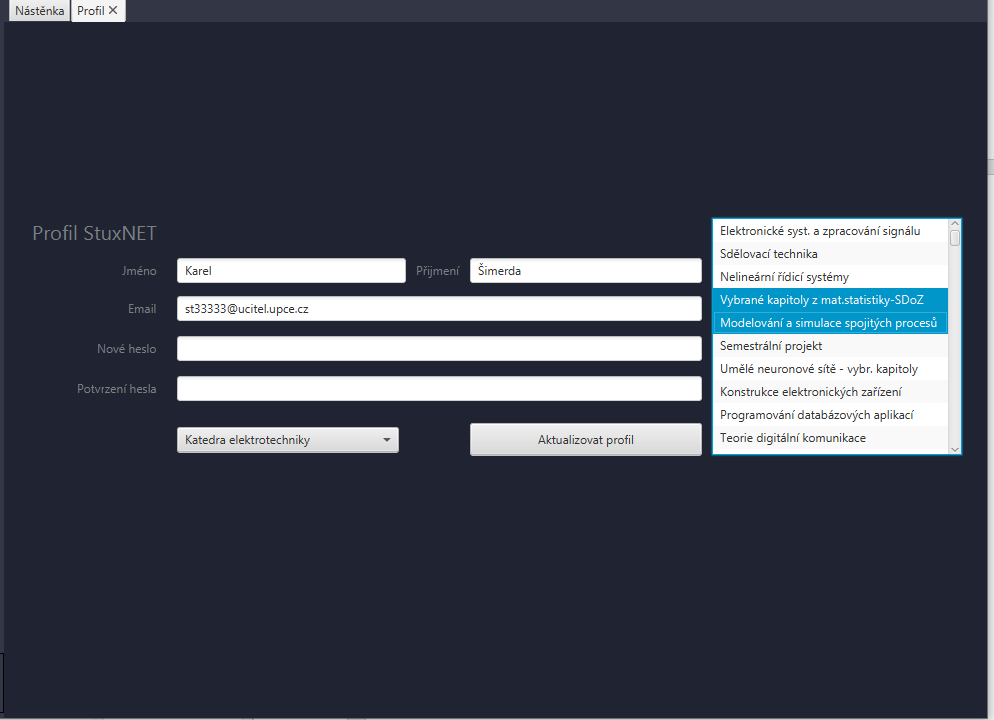 Nástěnka Profil
Profil StuxNET
Jméno Karel Přijmení Šimerda
Email st33333@ucitel.upce.cz
Nové heslo
Potvrzení hesla
Katedra elektrotechniky Aktualizovat profil
Elektronické syst. a zpracování signálu
Sdělovací technika
Nelineární řídicí systémy
Vybrané kapitoly z mat.statistiky-SDoZ
Modelování a simulace spojitých procesů
Semestrální projekt
Umělé neuronové sítě - vybr. kapitoly
Konstrukce elektronických zařízení
Programování databázových aplikací
Teorie digitální komunikace